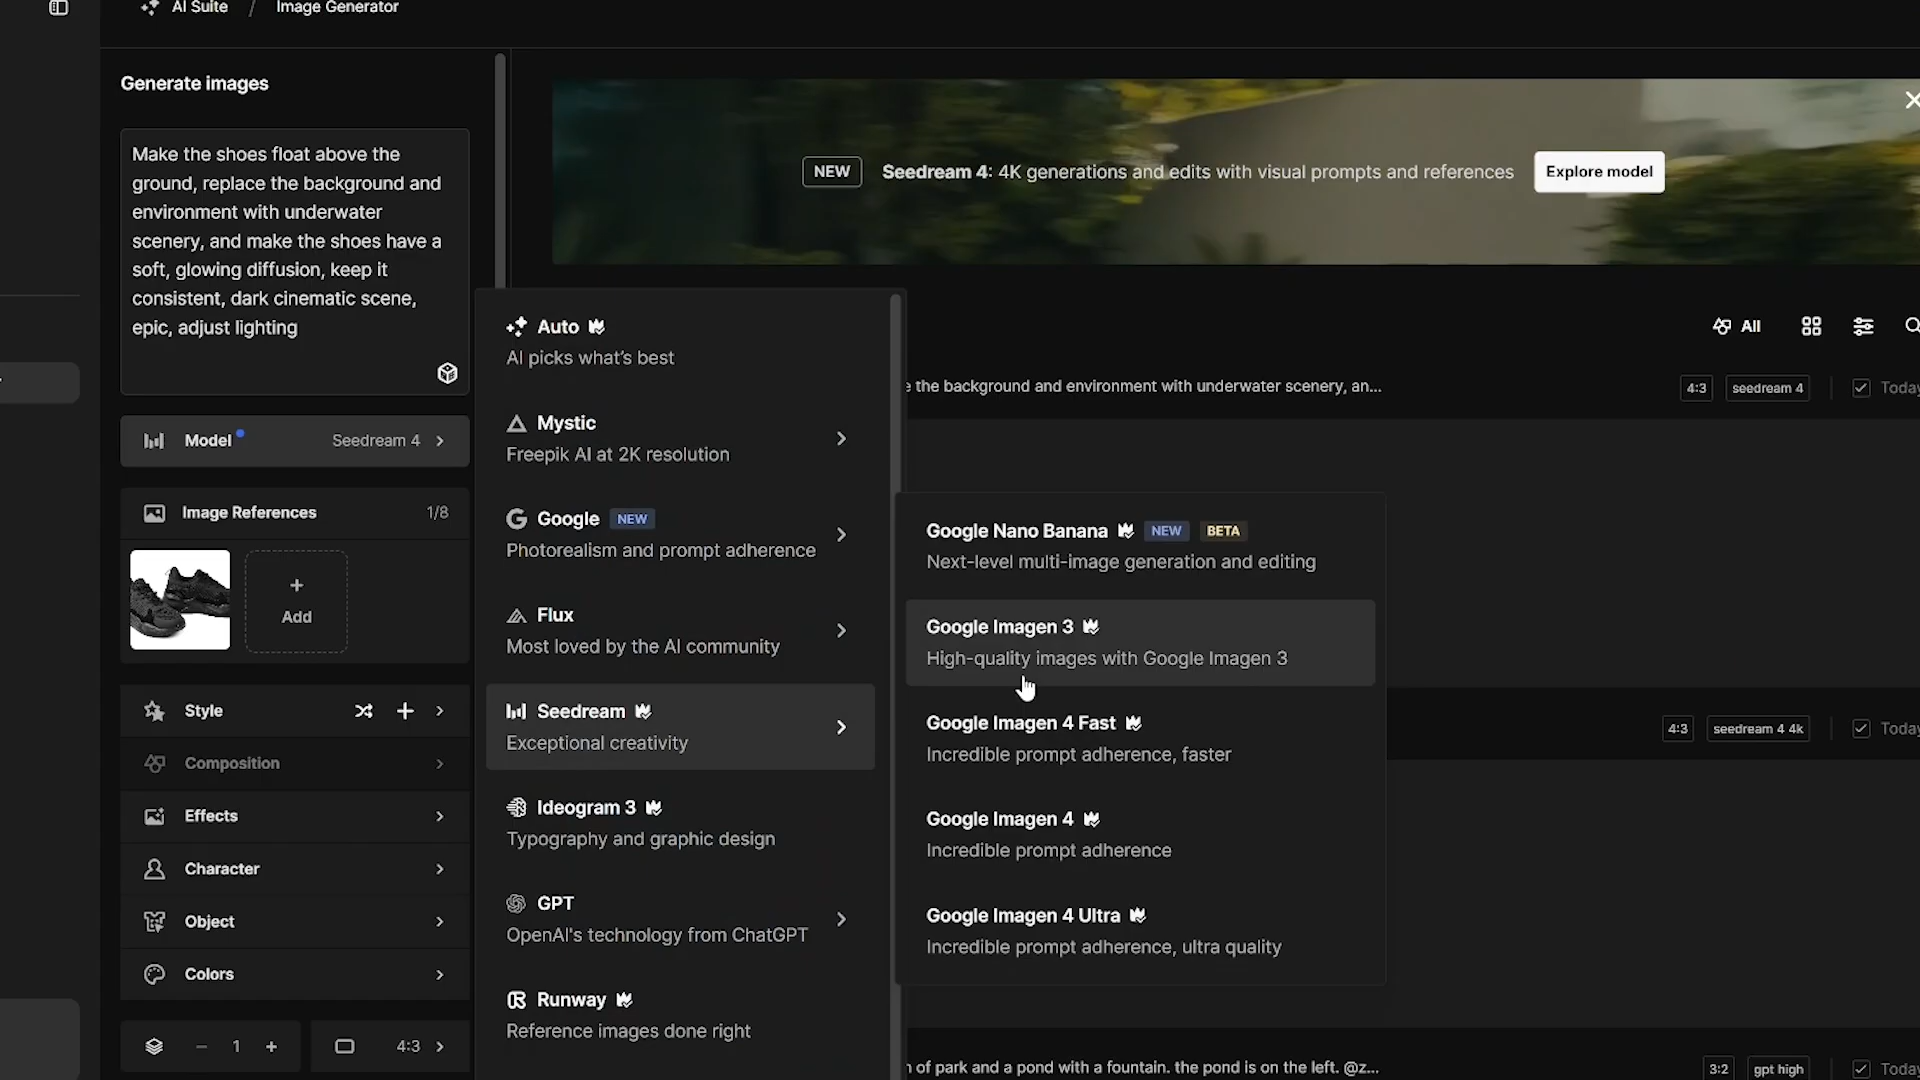 AI Suite / Image Generator
Generate images
Make the shoes float above the
ground, replace the background and
environment with underwater
scenery, and make the shoes have a
soft, glowing diffusion, keep it
consistent, dark cinematic scene,
epic, adjust lighting
Model Seedream 4
Image References 1/8
+
Add
Style
Composition
Effects
Character
Object
Colors
1 4:3
NEW Seedream 4: 4K generations and edits with visual prompts and references Explore model
All
Auto
AI picks what's best
Mystic
Freepik AI at 2K resolution
Google NEW
Photorealism and prompt adherence
Flux
Most loved by the AI community
Seedream
Exceptional creativity
Ideogram 3
Typography and graphic design
GPT
OpenAI's technology from ChatGPT
Runway
Reference images done right
Google Nano Banana NEW BETA
Next-level multi-image generation and editing
Google Imagen 3
High-quality images with Google Imagen 3
Google Imagen 4 Fast
Incredible prompt adherence, faster
Google Imagen 4
Incredible prompt adherence
Google Imagen 4 Ultra
Incredible prompt adherence, ultra quality
the background and environment with underwater scenery, an... 4:3 seedream 4 Today
4:3 seedream 4 4k Today
of park and a pond with a fountain. the pond is on the left. @z... 3:2 gpt high Today